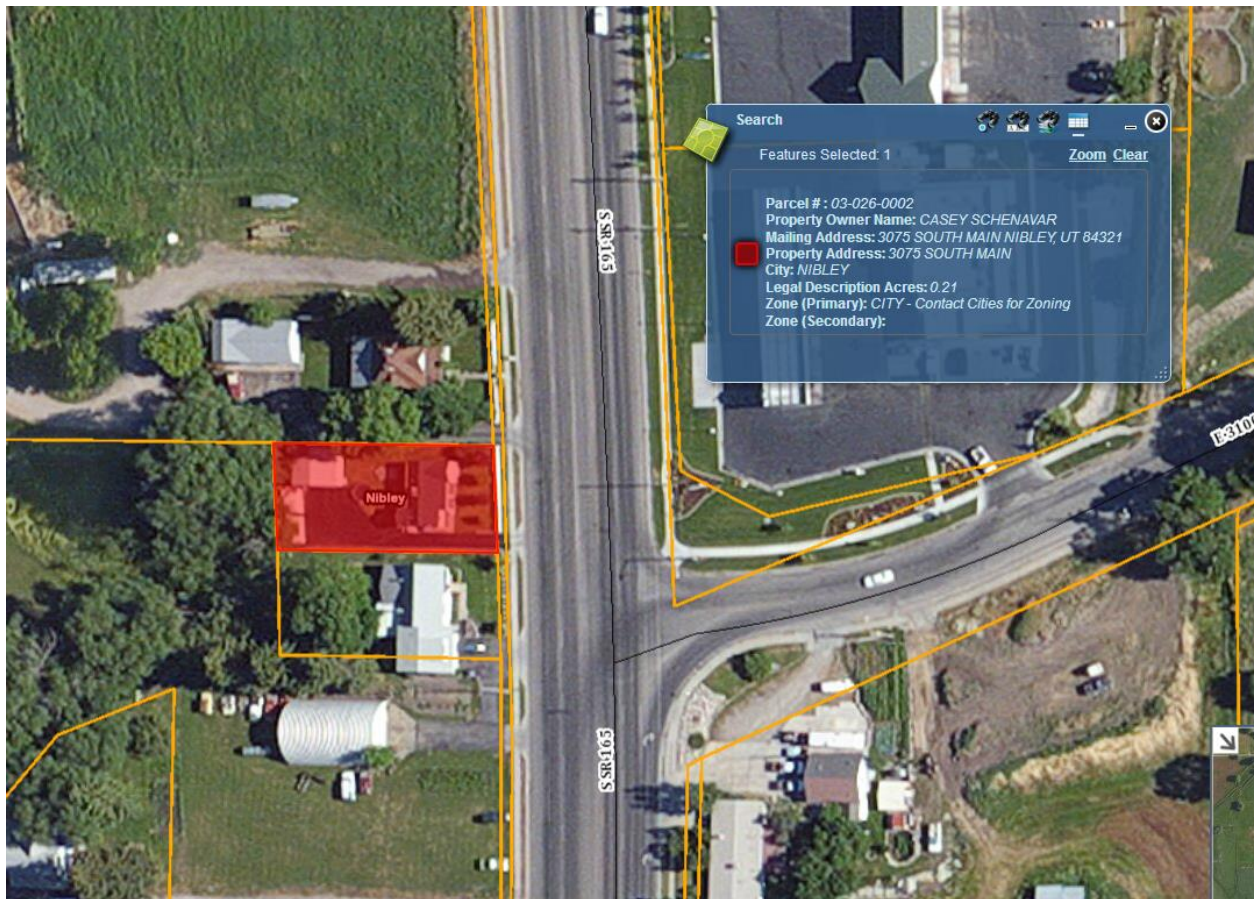 S SR 165
Search
Features Selected: 1
Zoom Clear
Parcel # : 03-026-0002
Property Owner Name: CASEY SCHENAVAR
Mailing Address: 3075 SOUTH MAIN NIBLEY, UT 84321
Property Address: 3075 SOUTH MAIN
City: NIBLEY
Legal Description Acres: 0.21
Zone (Primary): CITY - Contact Cities for Zoning
Zone (Secondary):
E 3100
Nibley
S SR 165